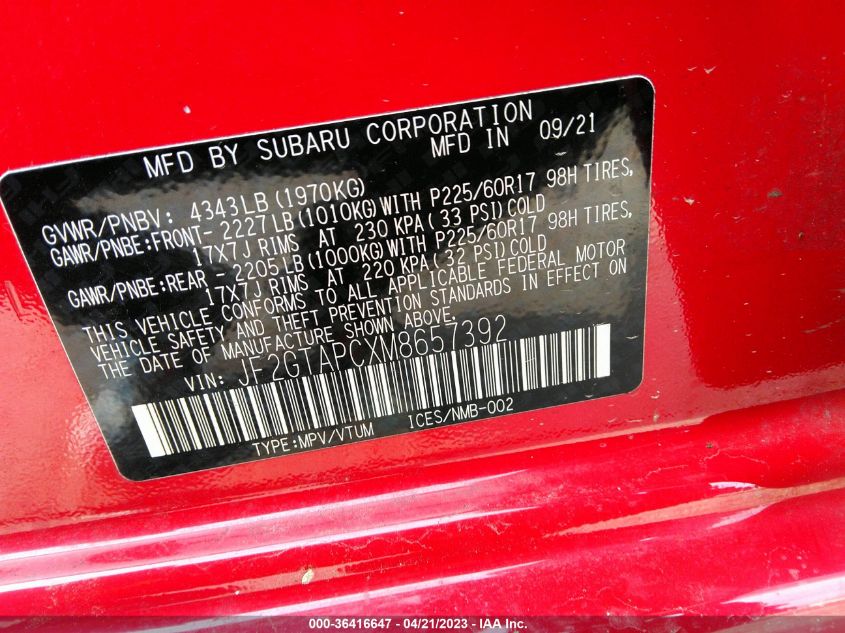 MFD BY SUBARU CORPORATION
MFD IN 09/21
GVWR/PNBV: 4343LB(1970KG)
GAWR/PNBE:FRONT- 2227LB(1010KG)WITH P225/60R17 98H TIRES,
17X7J RIMS AT 230 KPA(33 PSI)COLD
GAWR/PNBE:REAR - 2205LB(1000KG)WITH P225/60R17 98H TIRES,
17X7J RIMS AT 220 KPA(32 PSI)COLD
THIS VEHICLE CONFORMS TO ALL APPLICABLE FEDERAL MOTOR
VEHICLE SAFETY AND THEFT PREVENTION STANDARDS IN EFFECT ON
THE DATE OF MANUFACTURE SHOWN ABOVE.
VIN: JF2GTAPCXM8657392
TYPE:MPV/VTUM ICES/NMB-002
000-36416647 - 04/21/2023 - IAA Inc.